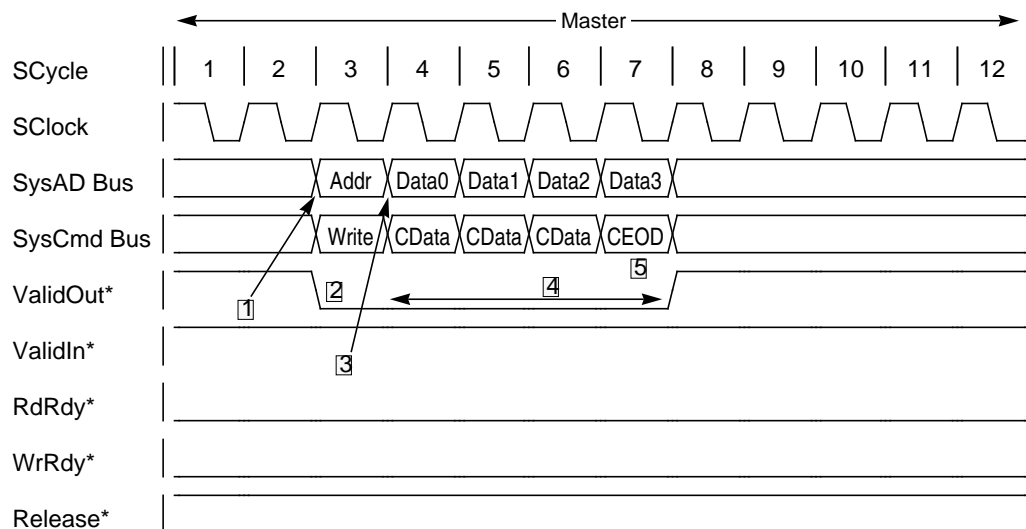 Master
SCycle 1 2 3 4 5 6 7 8 9 10 11 12
SClock
SysAD Bus Addr Data0 Data1 Data2 Data3
SysCmd Bus Write CData CData CData CEOD
5
ValidOut* 1 2 4
ValidIn*
3
RdRdy*
WrRdy*
Release*